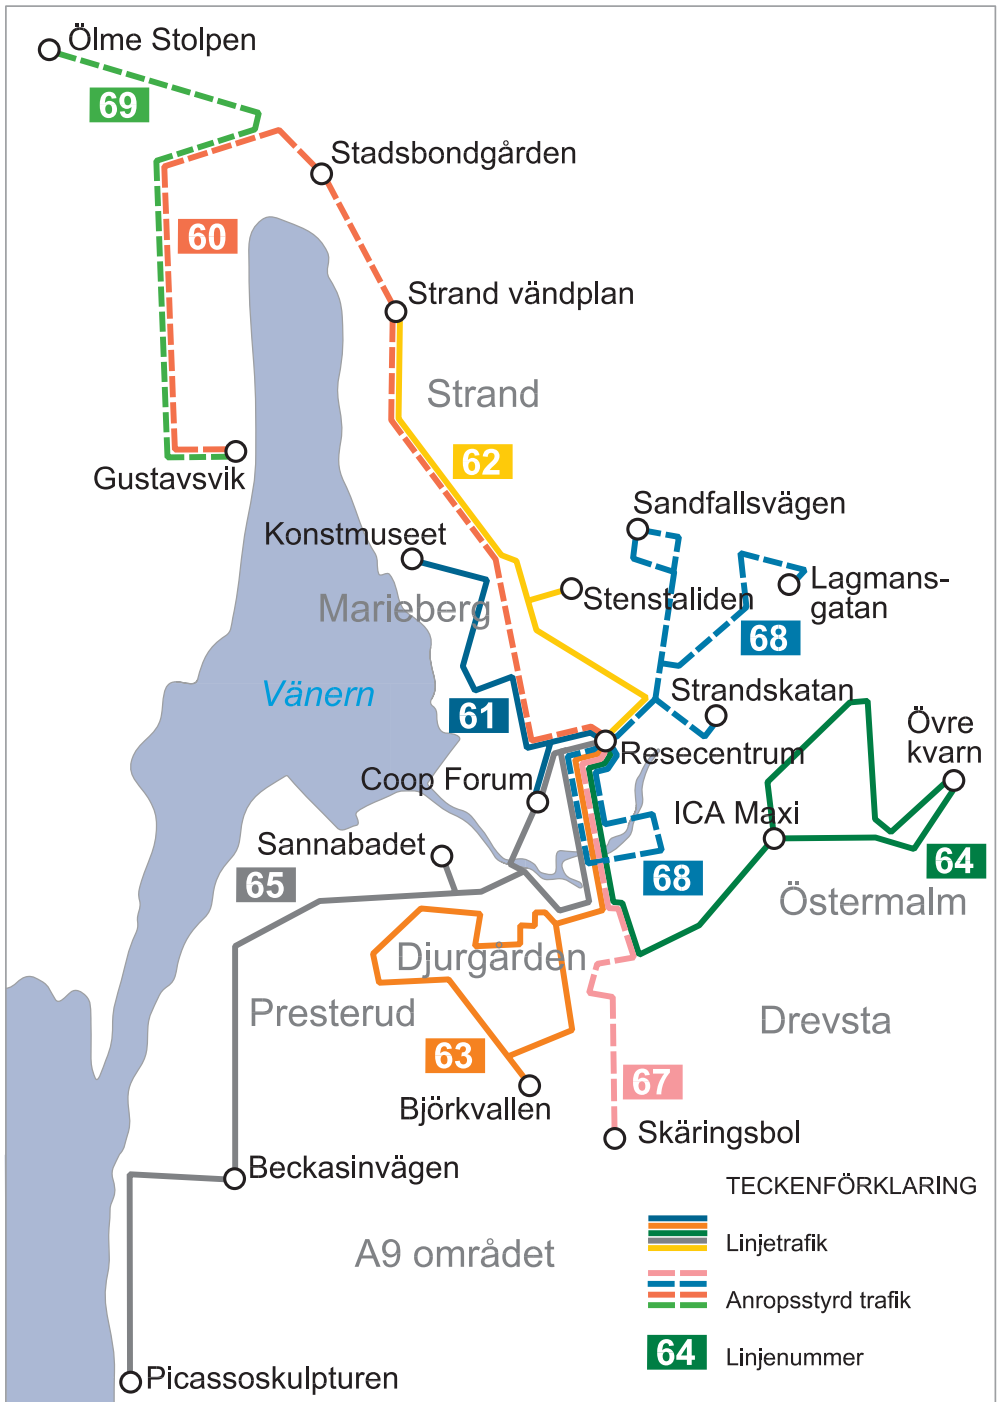 Ölme Stolpen
69
Stadsbondgården
60
Strand vändplan
Strand
62
Gustavsvik
Sandfallsvägen
Konstmuseet
Lagmans-
gatan
Stenstaliden
Marieberg
68
Vänern
Strandskatan
61
Övre
kvarn
Resecentrum
Coop Forum
ICA Maxi
Sannabadet
64
65
68
Östermalm
Djurgården
Presterud
Drevsta
63
67
Björkvallen
Skäringsbol
Beckasinvägen
TECKENFÖRKLARING
Linjetrafik
A9 området
Anropsstyrd trafik
64 Linjenummer
Picassoskulpturen